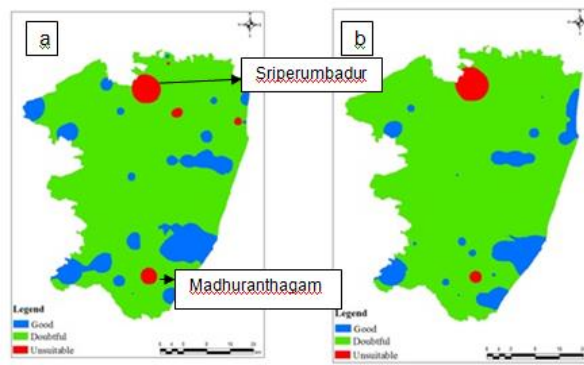 a
b
Sriperumbadur
Madhuranthagam
Legend
Good
Doubtful
Unsuitable
Legend
Good
Doubtful
Unsuitable